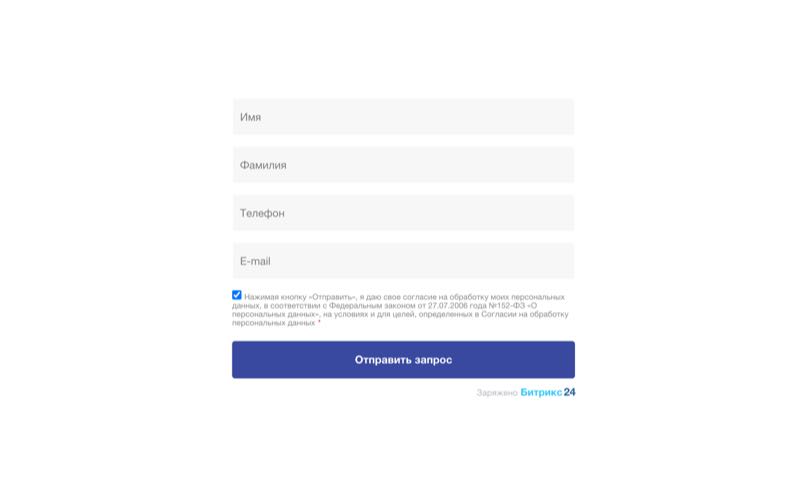 Имя
Фамилия
Телефон
E-mail
Нажимая кнопку «Отправить», я даю свое согласие на обработку моих персональных
данных, в соответствии с Федеральным законом от 27.07.2006 года №152-ФЗ «О
персональных данных», на условиях и для целей, определенных в Согласии на обработку
персональных данных *
Отправить запрос
Заряжено Битрикс24